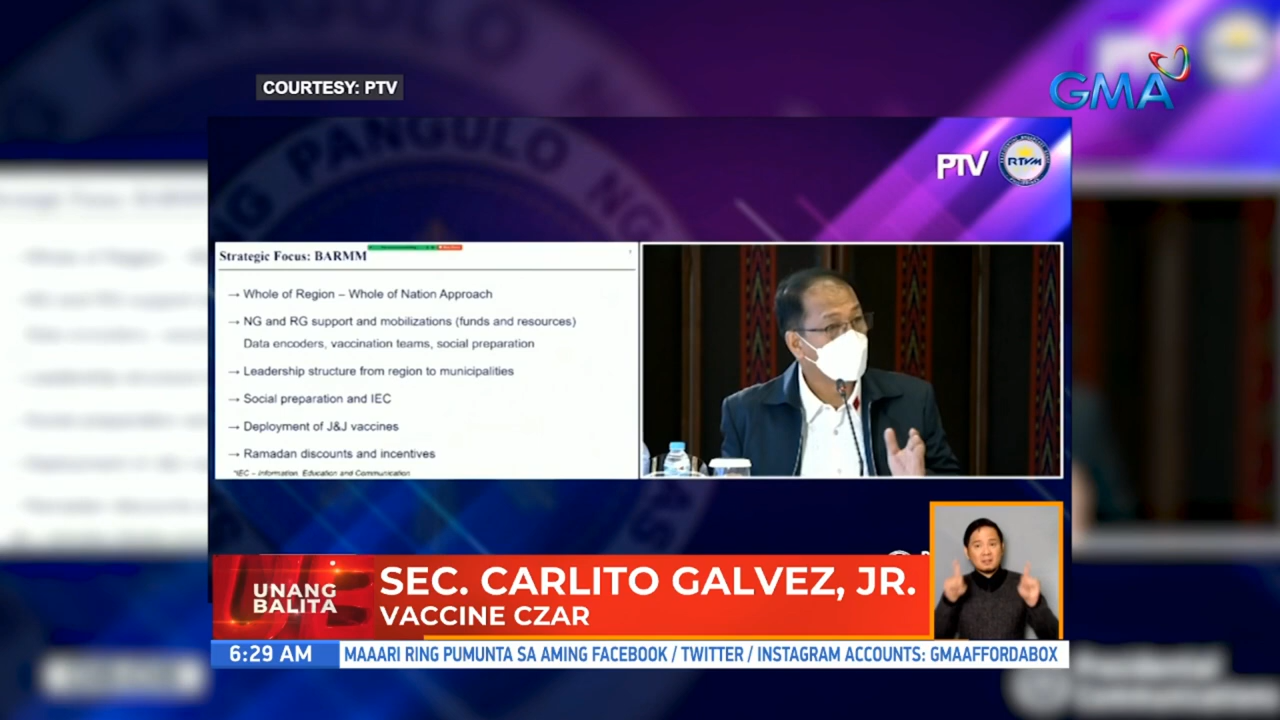 COURTESY: PTV
GMA
PANGULO NG
PTV
RTVM
Strategic Focus: BARMM
→ Whole of Region – Whole of Nation Approach
→ NG and RG support and mobilizations (funds and resources)
Data encoders, vaccination teams, social preparation
→ Leadership structure from region to municipalities
→ Social preparation and IEC
→ Deployment of J&J vaccines
→ Ramadan discounts and incentives
*IEC – Information, Education and Communication
UNANG
BALITA
SEC. CARLITO GALVEZ, JR.
VACCINE CZAR
6:29 AM
MAAARI RING PUMUNTA SA AMING FACEBOOK / TWITTER / INSTAGRAM ACCOUNTS: GMAAFFORDABOX